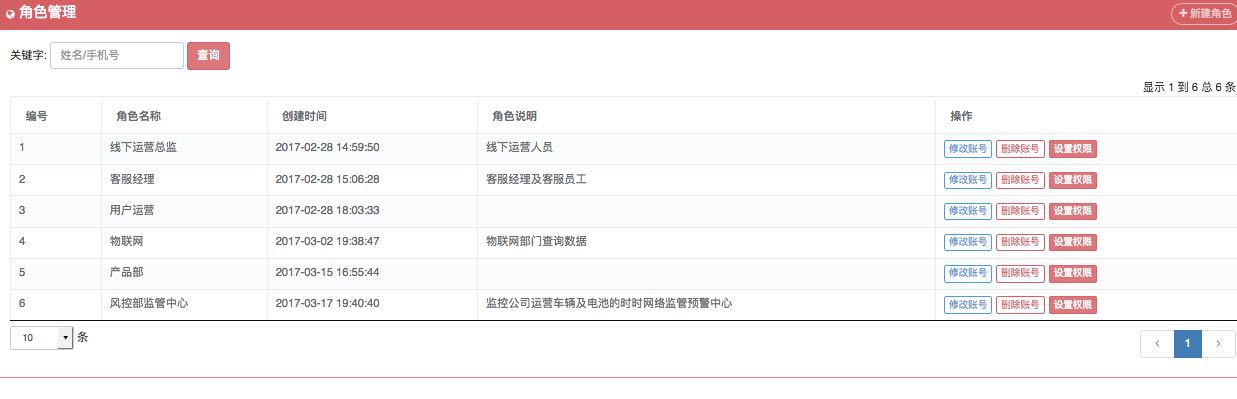 角色管理
+ 新建角色
关键字: 姓名/手机号 查询
显示 1 到 6 总 6 条
编号 角色名称 创建时间 角色说明 操作
1 线下运营总监 2017-02-28 14:59:50 线下运营人员 修改账号 删除账号 设置权限
2 客服经理 2017-02-28 15:06:28 客服经理及客服员工 修改账号 删除账号 设置权限
3 用户运营 2017-02-28 18:03:33 修改账号 删除账号 设置权限
4 物联网 2017-03-02 19:38:47 物联网部门查询数据 修改账号 删除账号 设置权限
5 产品部 2017-03-15 16:55:44 修改账号 删除账号 设置权限
6 风控部监管中心 2017-03-17 19:40:40 监控公司运营车辆及电池的时时网络监管预警中心 修改账号 删除账号 设置权限
10 条
‹ 1 ›